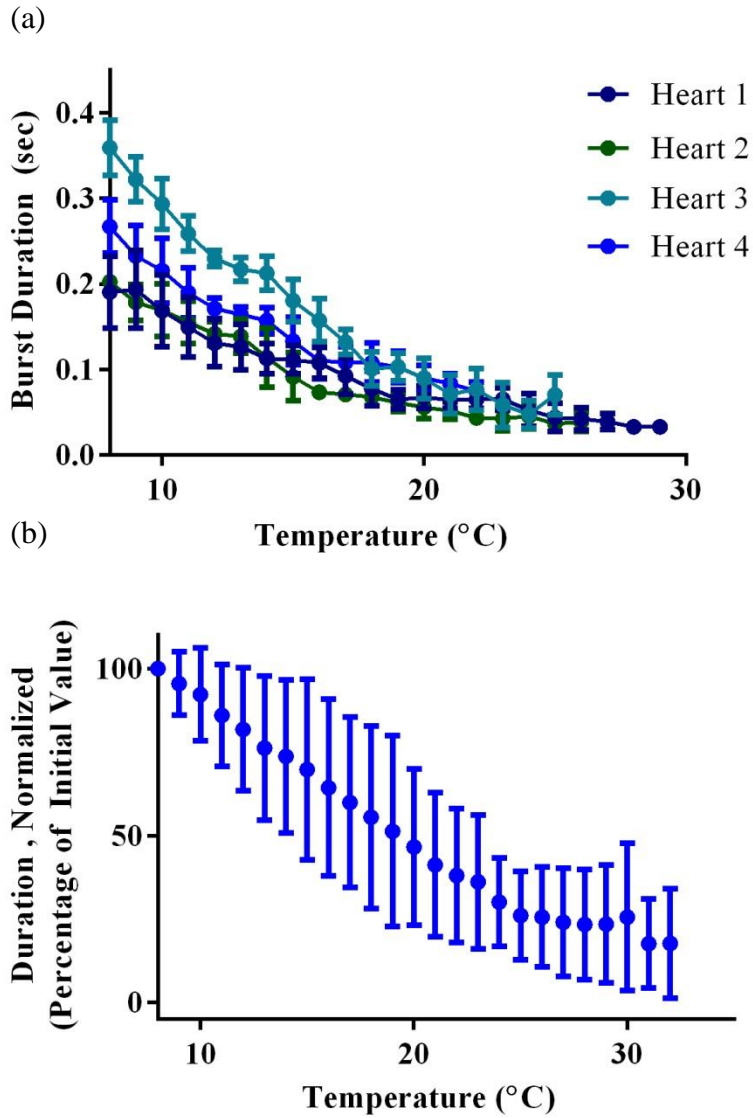 (a)
0.4
0.3
0.2
0.1
0.0
Burst Duration (sec)
Heart 1
Heart 2
Heart 3
Heart 4
10
20
30
Temperature (°C)
(b)
100
50
0
Duration , Normalized
(Percentage of Initial Value)
10
20
30
Temperature (°C)